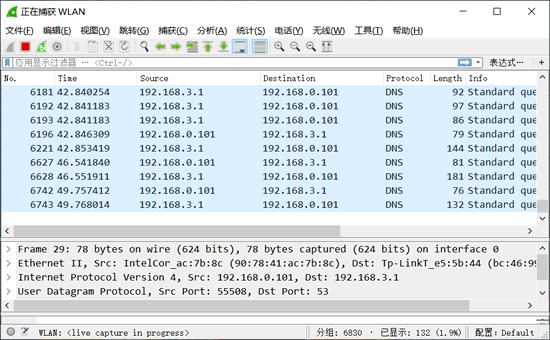 正在捕获 WLAN
文件(F) 编辑(E) 视图(V) 跳转(G) 捕获(C) 分析(A) 统计(S) 电话(Y) 无线(W) 工具(T) 帮助(H)
应用显示过滤器 … <Ctrl-/> 表达式…
No. Time Source Destination Protocol Length Info
6181 42.840254 192.168.3.1 192.168.0.101 DNS 92 Standard que
6192 42.841183 192.168.3.1 192.168.0.101 DNS 97 Standard que
6193 42.841183 192.168.3.1 192.168.0.101 DNS 86 Standard que
6196 42.846309 192.168.0.101 192.168.3.1 DNS 79 Standard que
6221 42.853419 192.168.3.1 192.168.0.101 DNS 144 Standard que
6627 46.541840 192.168.0.101 192.168.3.1 DNS 81 Standard que
6628 46.551911 192.168.3.1 192.168.0.101 DNS 181 Standard que
6742 49.757412 192.168.0.101 192.168.3.1 DNS 76 Standard que
6743 49.768014 192.168.3.1 192.168.0.101 DNS 132 Standard que
Frame 29: 78 bytes on wire (624 bits), 78 bytes captured (624 bits) on interface 0
Ethernet II, Src: IntelCor_ac:7b:8c (90:78:41:ac:7b:8c), Dst: Tp-LinkT_e5:5b:44 (bc:46:99
Internet Protocol Version 4, Src: 192.168.0.101, Dst: 192.168.3.1
User Datagram Protocol, Src Port: 55508, Dst Port: 53
WLAN: <live capture in progress> 分组: 6830 · 已显示: 132 (1.9%) 配置: Default